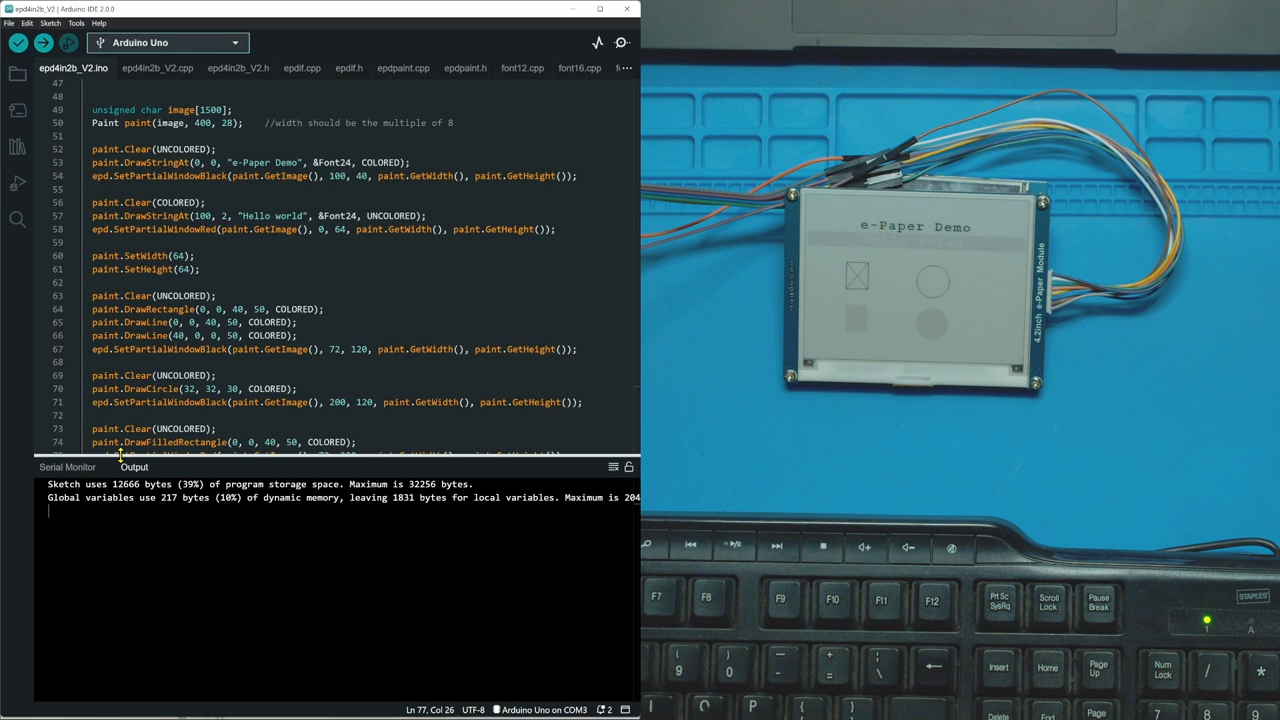 epd4in2b_V2 | Arduino IDE 2.0.0
File Edit Sketch Tools Help
Arduino Uno
epd4in2b_V2.ino epd4in2b_V2.cpp epd4in2b_V2.h epdif.cpp epdif.h epdpaint.cpp epdpaint.h font12.cpp font16.cpp
47
48
49 unsigned char image[1500];
50 Paint paint(image, 400, 28); //width should be the multiple of 8
51
52 paint.Clear(UNCOLORED);
53 paint.DrawStringAt(0, 0, "e-Paper Demo", &Font24, COLORED);
54 epd.SetPartialWindowBlack(paint.GetImage(), 100, 40, paint.GetWidth(), paint.GetHeight());
55
56 paint.Clear(COLORED);
57 paint.DrawStringAt(100, 2, "Hello world", &Font24, UNCOLORED);
58 epd.SetPartialWindowRed(paint.GetImage(), 0, 64, paint.GetWidth(), paint.GetHeight());
59
60 paint.SetWidth(64);
61 paint.SetHeight(64);
62
63 paint.Clear(UNCOLORED);
64 paint.DrawRectangle(0, 0, 40, 50, COLORED);
65 paint.DrawLine(0, 0, 40, 50, COLORED);
66 paint.DrawLine(40, 0, 0, 50, COLORED);
67 epd.SetPartialWindowBlack(paint.GetImage(), 72, 120, paint.GetWidth(), paint.GetHeight());
68
69 paint.Clear(UNCOLORED);
70 paint.DrawCircle(32, 32, 30, COLORED);
71 epd.SetPartialWindowBlack(paint.GetImage(), 200, 120, paint.GetWidth(), paint.GetHeight());
72
73 paint.Clear(UNCOLORED);
74 paint.DrawFilledRectangle(0, 0, 40, 50, COLORED);
Serial Monitor Output
Sketch uses 12666 bytes (39%) of program storage space. Maximum is 32256 bytes.
Global variables use 217 bytes (10%) of dynamic memory, leaving 1831 bytes for local variables. Maximum is 204
Ln 77, Col 26 UTF-8 Arduino Uno on COM3 2
e-Paper Demo
Hello world
4.2inch e-Paper Module
STAPLES
F7 F8 F9 F10 F11 F12
Prt Sc
SysRq
Scroll
Lock
Pause
Break
1 A
( 9
) 0
- _
+ =
| \
Insert Home
Page
Up
Num
Lock
/ *
I O P { [ } ]
Delete End
Page
7 8 9